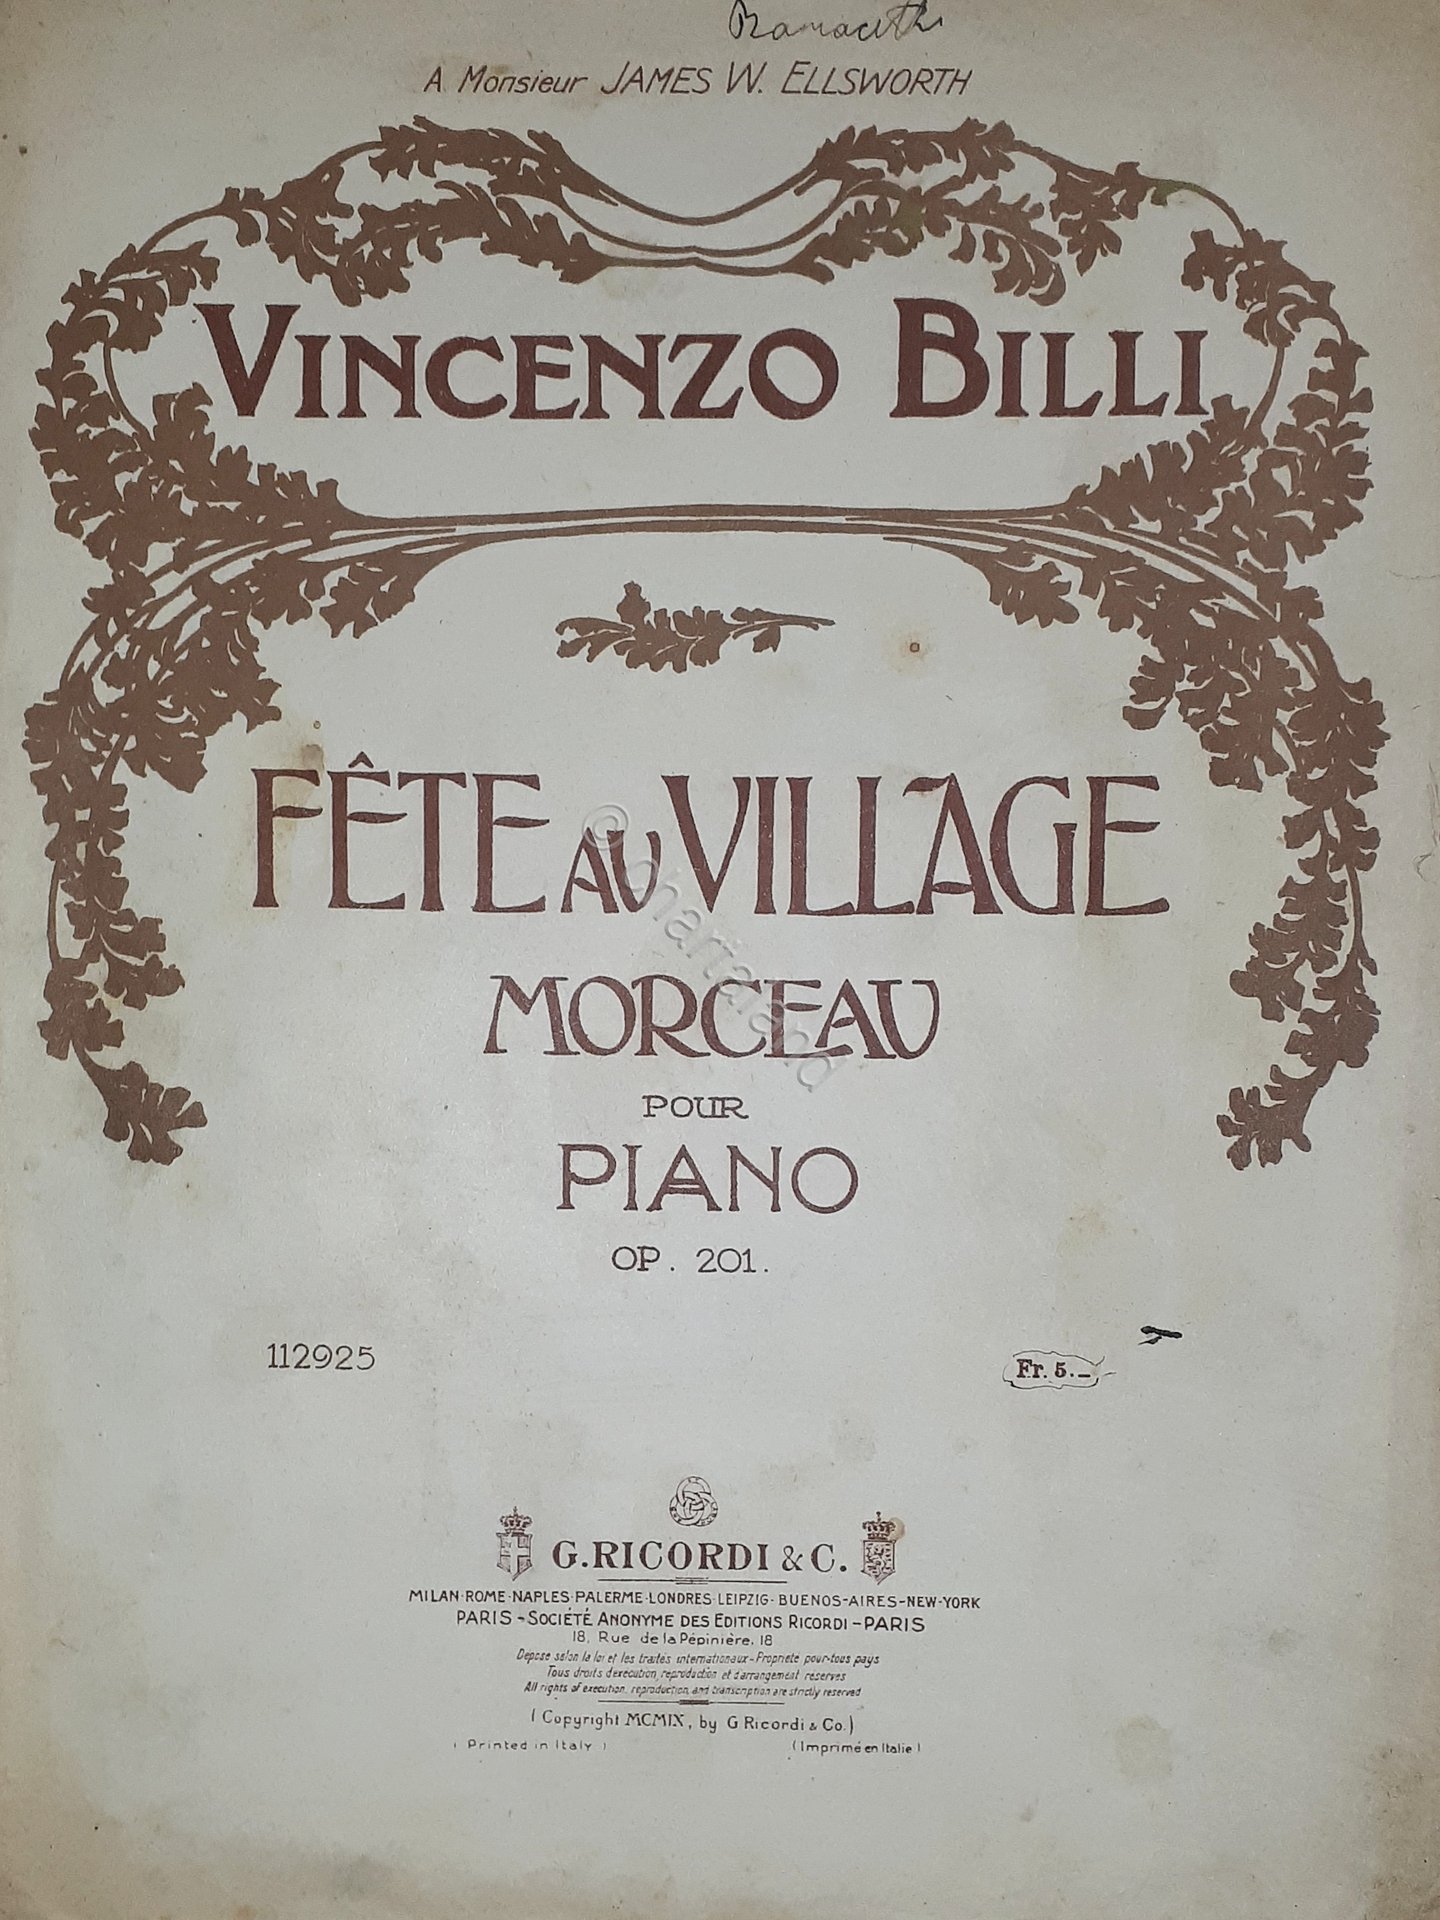 A Monsieur JAMES W. ELLSWORTH
VINCENZO BILLI
FÊTE AU VILLAGE
MORCEAU
POUR
PIANO
OP. 201.
112925
Fr. 5.–
G. RICORDI & C.
MILAN-ROME-NAPLES-PALERME-LONDRES-LEIPZIG-BUENOS-AIRES-NEW-YORK
PARIS - SOCIÉTÉ ANONYME DES EDITIONS RICORDI - PARIS
18, Rue de la Pépinière, 18
Déposé selon la loi et les traités internationaux - Propriété pour tous pays
Tous droits d'exécution, reproduction et d'arrangement réservés
All rights of execution, reproduction, and transcription are strictly reserved
(Copyright MCMIX, by G. Ricordi & Co.)
(Printed in Italy)
(Imprimé en Italie)
© chartaland